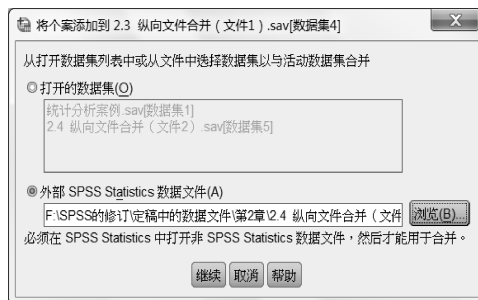 将个案添加到 2.3 纵向文件合并（文件1）.sav[数据集4]
X
从打开数据集列表中或从文件中选择数据集以与活动数据集合并
打开的数据集(O)
统计分析案例.sav[数据集1]
2.4 纵向文件合并（文件2）.sav[数据集5]
外部 SPSS Statistics 数据文件(A)
F:\SPSS的修订\定稿中的数据文件\第2章\2.4 纵向文件合并（文件 浏览(B)...
必须在 SPSS Statistics 中打开非 SPSS Statistics 数据文件，然后才能用于合并。
继续 取消 帮助